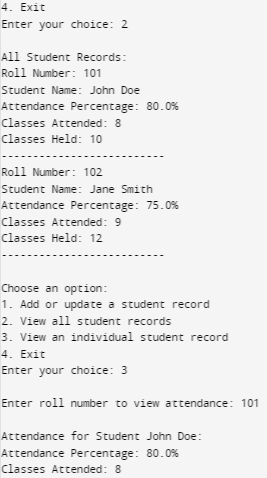 4. Exit
Enter your choice: 2
All Student Records:
Roll Number: 101
Student Name: John Doe
Attendance Percentage: 80.0%
Classes Attended: 8
Classes Held: 10
--------------------------
Roll Number: 102
Student Name: Jane Smith
Attendance Percentage: 75.0%
Classes Attended: 9
Classes Held: 12
--------------------------
Choose an option:
1. Add or update a student record
2. View all student records
3. View an individual student record
4. Exit
Enter your choice: 3
Enter roll number to view attendance: 101
Attendance for Student John Doe:
Attendance Percentage: 80.0%
Classes Attended: 8